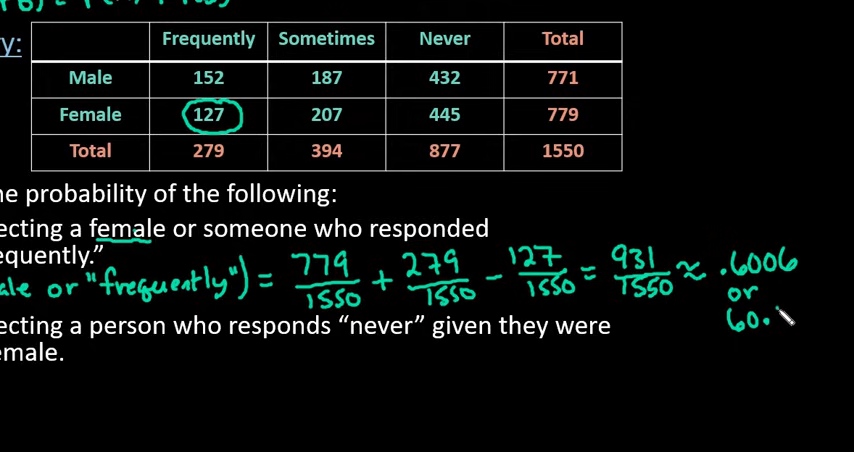 ry:
Frequently Sometimes Never Total
Male 152 187 432 771
Female 127 207 445 779
Total 279 394 877 1550
he probability of the following:
ecting a female or someone who responded
equently.”
ale or "frequently") = 779/1550 + 279/1550 - 127/1550 = 931/1550 ≈ .6006
or
60.
ecting a person who responds “never” given they were
emale.